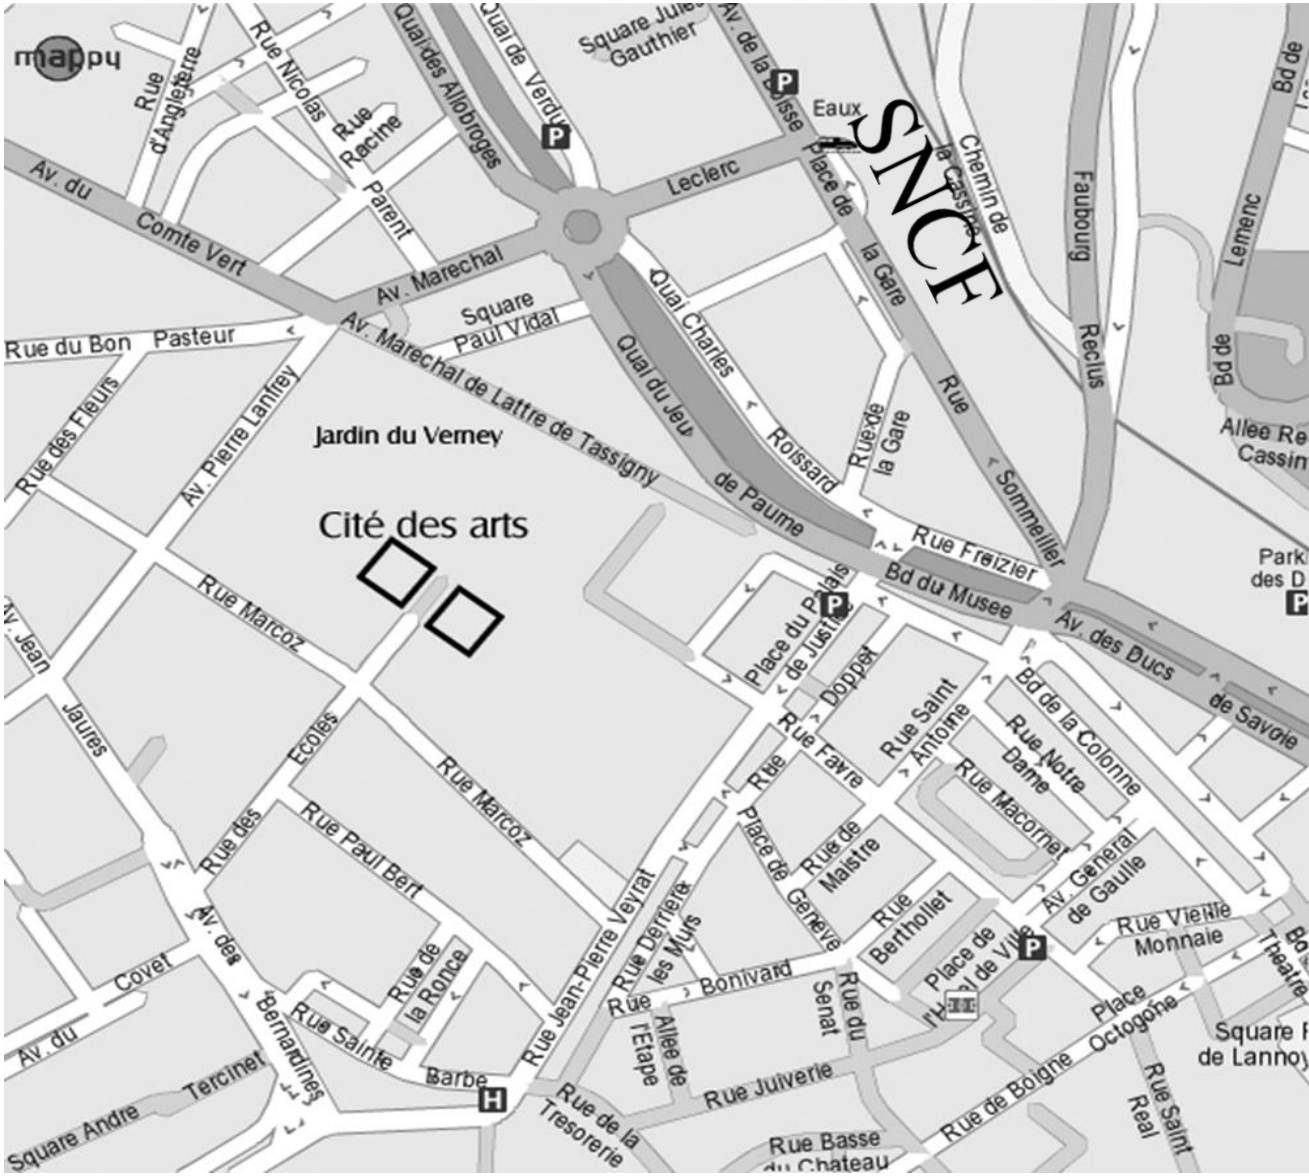 mappy
Rue
d'Angleterre
Rue Nicolas
Parent
Rue
Racine
Quai des Allobroges
Quai de Verdun
P
Square Jules
Gauthier
Av. de la Boisse
P
Eaux
SNCF
la Cassine
Chemin de
Faubourg
Reclus
Bd de
Lemenc
Bd de
Av. du
Comte Vert
Av. Marechal
Leclerc
Place de
la Gare
Square
Paul Vidal
Rue du Bon Pasteur
Av. Marechal de Lattre de Tassigny
Quai Charles
Roissard
Quai du Jeu
de Paume
Rue
Sommeiller
Rue de
la Gare
Rue des Fleurs
Av. Pierre Lanfrey
Jardin du Verney
Cité des arts
Allee Re
Cassin
Park
des D
P
Rue Freizier
Bd du Musee
Av. des Ducs
de Savoie
Place du Palais
de Justice
P
Doppet
Rue
Rue Marcoz
Av. Jean
Jaures
Rue des
Ecoles
Rue Marcoz
Rue Paul Bert
Rue Favre
Rue Saint
Antoine
Bd de la Colonne
Rue Notre
Dame
Rue Macornet
Rue de
Maistre
Place de Geneve
Av. General
de Gaulle
Rue
Berthollet
Rue Vieille
Monnaie
Place de
l'Hotel de Ville
P
Bd
Theatre
Place
Octogone
Square F
de Lannoy
Rue Jean-Pierre Veyrat
Rue Derriere
les Murs
Rue Bonivard
Rue du
Senat
Allee de
l'Etape
Rue Juiverie
Rue de Boigne
Rue Saint
Real
Rue Basse
du Chateau
Rue de la
Tresorerie
H
Rue Sainte
Barbe
Rue de
la Ronce
Av. des
Bernardines
Av. du
Covet
Square Andre
Tercinet